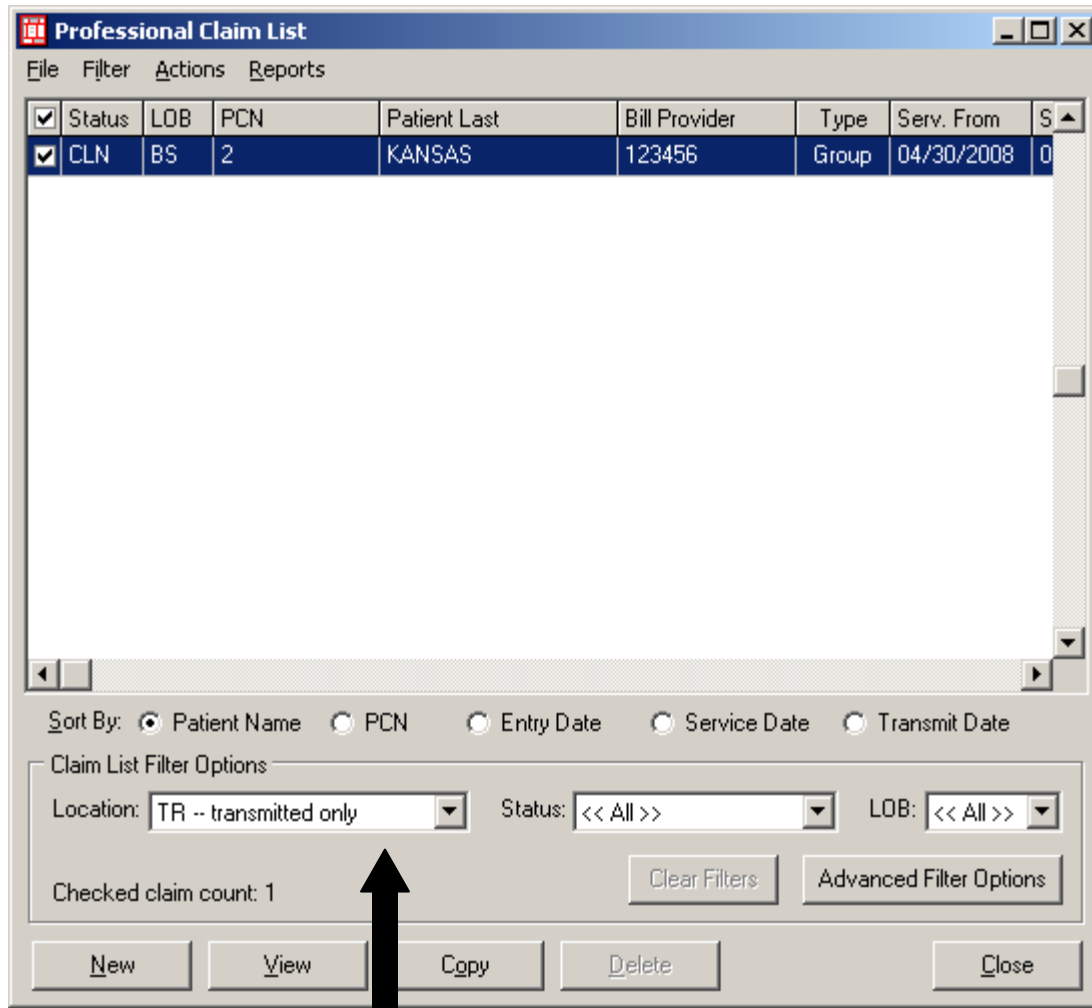 Professional Claim List
File Filter Actions Reports
Status LOB PCN Patient Last Bill Provider Type Serv. From S
CLN BS 2 KANSAS 123456 Group 04/30/2008 0
Sort By: Patient Name PCN Entry Date Service Date Transmit Date
Claim List Filter Options
Location: TR -- transmitted only Status: << All >> LOB: << All >>
Checked claim count: 1 Clear Filters Advanced Filter Options
New View Copy Delete Close